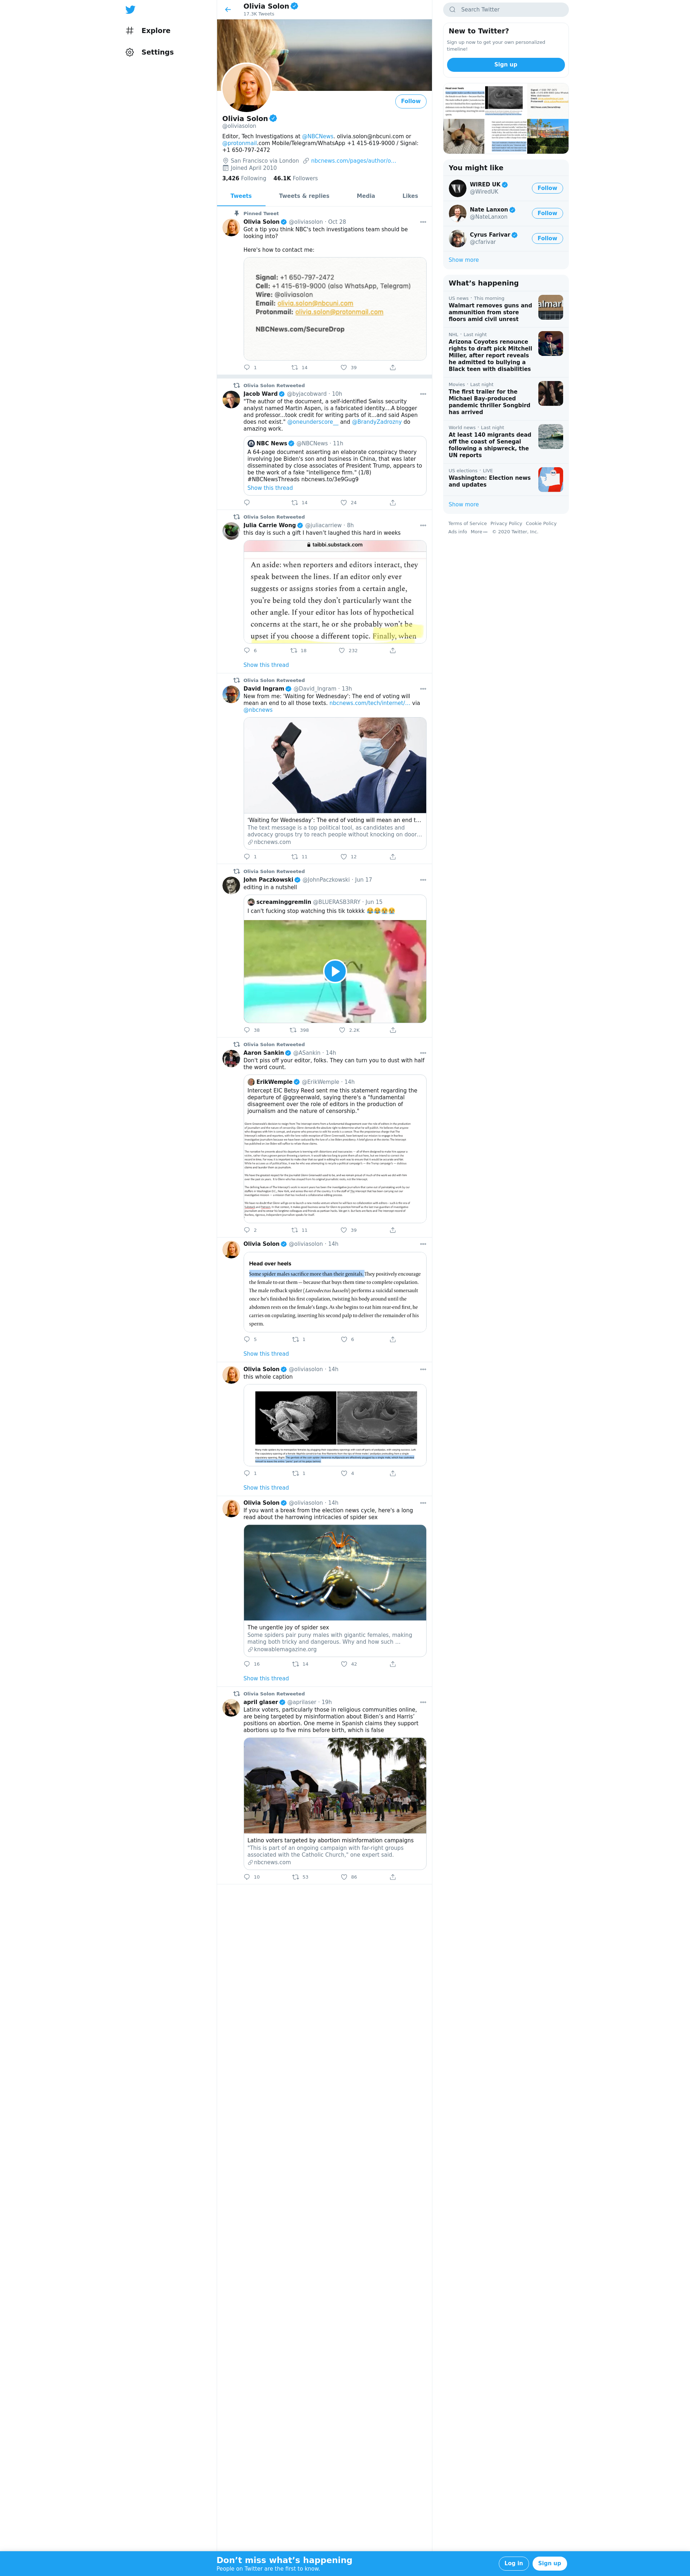 Explore
Settings
Olivia Solon
17.3K Tweets
Follow
Olivia Solon
@oliviasolon
Editor, Tech Investigations at @NBCNews. olivia.solon@nbcuni.com or
@protonmail.com Mobile/Telegram/WhatsApp +1 415-619-9000 / Signal:
+1 650-797-2472
San Francisco via London nbcnews.com/pages/author/o...
Joined April 2010
3,426 Following 46.1K Followers
Tweets Tweets & replies Media Likes
Pinned Tweet
Olivia Solon @oliviasolon · Oct 28
Got a tip you think NBC's tech investigations team should be
looking into?
Here's how to contact me:
Signal: +1 650-797-2472
Cell: +1 415-619-9000 (also WhatsApp, Telegram)
Wire: @oliviasolon
Email: olivia.solon@nbcuni.com
Protonmail: olivia.solon@protonmail.com
NBCNews.com/SecureDrop
1 14 39
Olivia Solon Retweeted
Jacob Ward @byjacobward · 10h
"The author of the document, a self-identified Swiss security
analyst named Martin Aspen, is a fabricated identity...A blogger
and professor...took credit for writing parts of it...and said Aspen
does not exist." @oneunderscore__ and @BrandyZadrozny do
amazing work.
NBC News @NBCNews · 11h
A 64-page document asserting an elaborate conspiracy theory
involving Joe Biden's son and business in China, that was later
disseminated by close associates of President Trump, appears to
be the work of a fake "intelligence firm." (1/8)
#NBCNewsThreads nbcnews.to/3e9Gug9
Show this thread
14 24
Olivia Solon Retweeted
Julia Carrie Wong @juliacarriew · 8h
this day is such a gift I haven't laughed this hard in weeks
taibbi.substack.com
An aside: when reporters and editors interact, they
speak between the lines. If an editor only ever
suggests or assigns stories from a certain angle,
you're being told they don't particularly want the
other angle. If your editor has lots of hypothetical
concerns at the start, he or she probably won't be
upset if you choose a different topic. Finally, when
6 16 232
Show this thread
Olivia Solon Retweeted
David Ingram @David_Ingram · 13h
New from me: 'Waiting for Wednesday': The end of voting will
mean an end to all those texts. nbcnews.com/tech/internet/... via
@nbcnews
'Waiting for Wednesday': The end of voting will mean an end t...
The text message is a top political tool, as candidates and
advocacy groups try to reach people without knocking on door...
nbcnews.com
1 11 12
Olivia Solon Retweeted
John Paczkowski @JohnPaczkowski · Jun 17
editing in a nutshell
screaminggremlin @BLUERASB3RRY · Jun 15
I can't fucking stop watching this tik tokkkk
38 398 2.2K
Olivia Solon Retweeted
Aaron Sankin @ASankin · 14h
Don't piss off your editor, folks. They can turn you to dust with half
the word count.
ErikWemple @ErikWemple · 14h
Intercept EIC Betsy Reed sent me this statement regarding the
departure of @ggreenwald, saying there's a "fundamental
disagreement over the role of editors in the production of
journalism and the nature of censorship."
2 11 39
Olivia Solon @oliviasolon · 14h
Head over heels
Some spider males sacrifice more than their genitals. They positively encourage
the female to eat them — because that buys them time to complete copulation.
The male redback spider (Latrodectus hasselti) performs a suicidal somersault
once he's finished his first copulation, twisting his body around until the
abdomen rests on the female's fangs. As she begins to eat him rear-end first, he
carries on copulating, inserting his second palp to deliver the remainder of his
sperm.
5 1 6
Show this thread
Olivia Solon @oliviasolon · 14h
this whole caption
1 1 4
Show this thread
Olivia Solon @oliviasolon · 14h
If you want a break from the election news cycle, here's a long
read about the harrowing intricacies of spider sex
The ungentle joy of spider sex
Some spiders pair puny males with gigantic females, making
mating both tricky and dangerous. Why and how such ...
knowablemagazine.org
16 14 42
Show this thread
Olivia Solon Retweeted
april glaser @aprilaser · 19h
Latinx voters, particularly those in religious communities online,
are being targeted by misinformation about Biden's and Harris'
positions on abortion. One meme in Spanish claims they support
abortions up to five mins before birth, which is false
Latino voters targeted by abortion misinformation campaigns
"This is part of an ongoing campaign with far-right groups
associated with the Catholic Church," one expert said.
nbcnews.com
10 53 86
Search Twitter
New to Twitter?
Sign up now to get your own personalized
timeline!
Sign up
You might like
WIRED UK
@WiredUK
Follow
Nate Lanxon
@NateLanxon
Follow
Cyrus Farivar
@cfarivar
Follow
Show more
What's happening
US news · This morning
Walmart removes guns and
ammunition from store
floors amid civil unrest
NHL · Last night
Arizona Coyotes renounce
rights to draft pick Mitchell
Miller, after report reveals
he admitted to bullying a
Black teen with disabilities
Movies · Last night
The first trailer for the
Michael Bay-produced
pandemic thriller Songbird
has arrived
World news · Last night
At least 140 migrants dead
off the coast of Senegal
following a shipwreck, the
UN reports
US elections · LIVE
Washington: Election news
and updates
Show more
Terms of Service Privacy Policy Cookie Policy
Ads info More ··· © 2020 Twitter, Inc.
Don't miss what's happening
People on Twitter are the first to know.
Log in Sign up